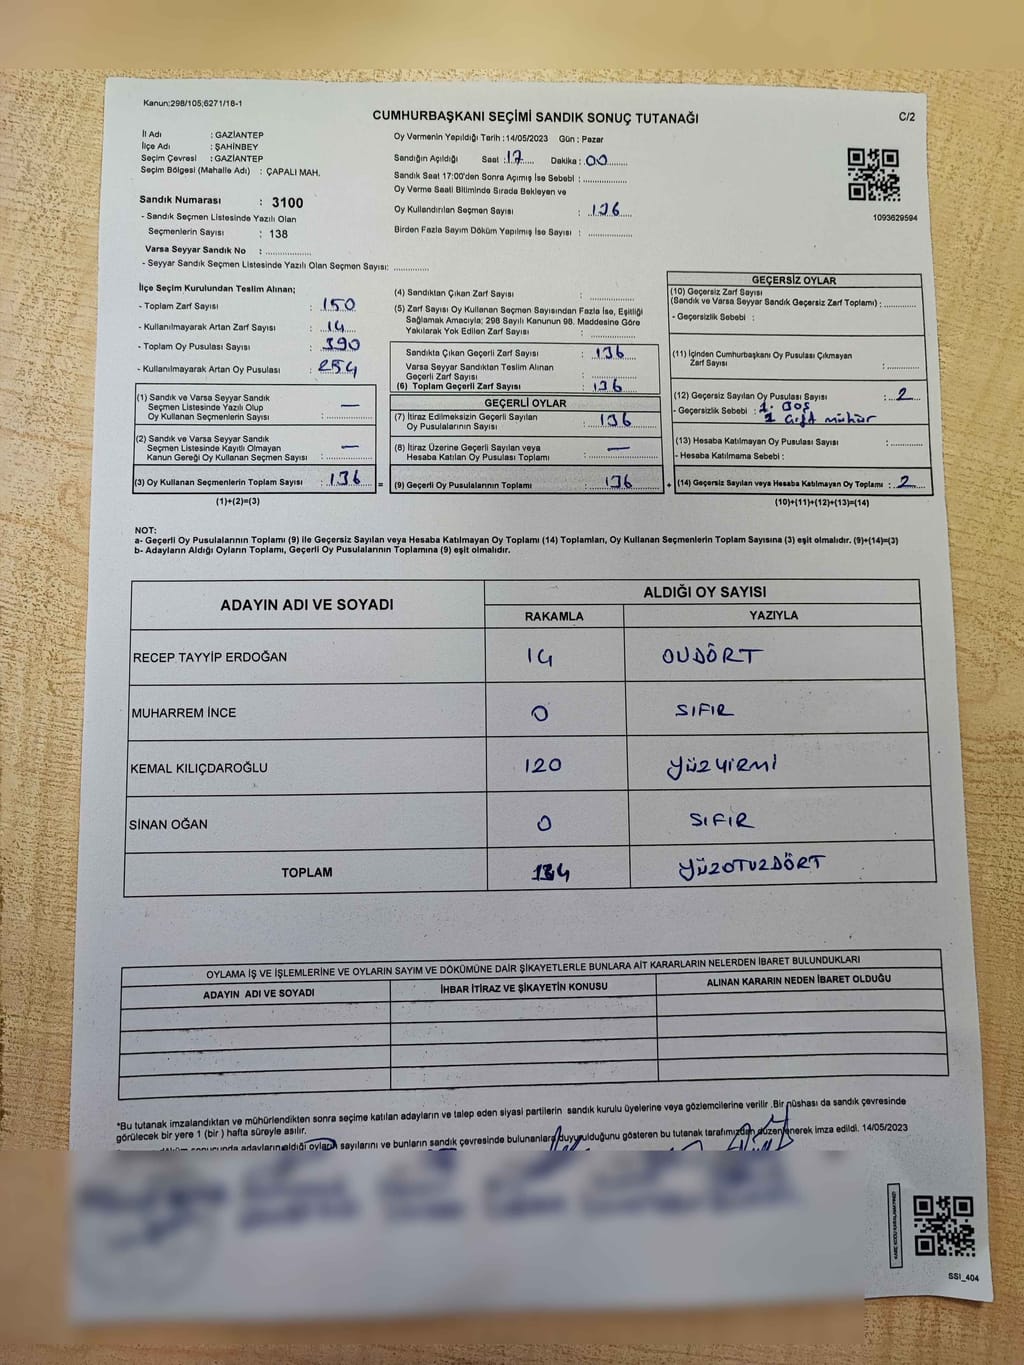 Kanun:298/105;6271/18-1
CUMHURBAŞKANI SEÇİMİ SANDIK SONUÇ TUTANAĞI
C/2
İl Adı : GAZİANTEP
İlçe Adı : ŞAHİNBEY
Seçim Çevresi : GAZİANTEP
Seçim Bölgesi (Mahalle Adı) : ÇAPALI MAH.
Sandık Numarası : 3100
- Sandık Seçmen Listesinde Yazılı Olan
Seçmenlerin Sayısı : 138
Varsa Seyyar Sandık No : ..............
- Seyyar Sandık Seçmen Listesinde Yazılı Olan Seçmen Sayısı: ............
Oy Vermenin Yapıldığı Tarih :14/05/2023 Gün : Pazar
Sandığın Açıldığı Saat : 17 Dakika : 00
Sandık Saat 17:00'den Sonra Açımış İse Sebebi : ..............
Oy Verme Saati Bitiminde Sırada Bekleyen ve
Oy Kullandırılan Seçmen Sayısı : 136
Birden Fazla Sayım Döküm Yapılmış İse Sayısı : ..............
1093629594
İlçe Seçim Kurulundan Teslim Alınan;
- Toplam Zarf Sayısı : 150
- Kullanılmayarak Artan Zarf Sayısı : 14
- Toplam Oy Pusulası Sayısı : 390
- Kullanılmayarak Artan Oy Pusulası : 254
(1) Sandık ve Varsa Seyyar Sandık
Seçmen Listesinde Yazılı Olup
Oy Kullanan Seçmenlerin Sayısı : —
(2) Sandık ve Varsa Seyyar Sandık
Seçmen Listesinde Kayıtlı Olmayan
Kanun Gereği Oy Kullanan Seçmen Sayısı : —
(3) Oy Kullanan Seçmenlerin Toplam Sayısı : 136 =
(1)+(2)=(3)
(4) Sandıktan Çıkan Zarf Sayısı : ..............
(5) Zarf Sayısı Oy Kullanan Seçmen Sayısından Fazla İse, Eşitliği
Sağlamak Amacıyla; 298 Sayılı Kanunun 98. Maddesine Göre
Yakılarak Yok Edilen Zarf Sayısı : ..............
Sandıkta Çıkan Geçerli Zarf Sayısı : 136
Varsa Seyyar Sandıktan Teslim Alınan
Geçerli Zarf Sayısı : ..............
(6) Toplam Geçerli Zarf Sayısı : 136
GEÇERLİ OYLAR
(7) İtiraz Edilmeksizin Geçerli Sayılan
Oy Pusulasının Sayısı : 136
(8) İtiraz Üzerine Geçerli Sayılan veya
Hesaba Katılan Oy Pusulası Toplamı : —
(9) Geçerli Oy Pusulalarının Toplamı : 136 +
GEÇERSİZ OYLAR
(10) Geçersiz Zarf Sayısı
(Sandık ve Varsa Seyyar Sandık Geçersiz Zarf Toplamı) : ............
- Geçersizlik Sebebi :
(11) İçinden Cumhurbaşkanı Oy Pusulası Çıkmayan
Zarf Sayısı : ............
(12) Geçersiz Sayılan Oy Pusulası Sayısı : 2
- Geçersizlik Sebebi : 1. Boş
1 Çift mühür
(13) Hesaba Katılmayan Oy Pusulası Sayısı : ............
- Hesaba Katılmama Sebebi :
(14) Geçersiz Sayılan veya Hesaba Katılmayan Oy Toplamı : 2
(10)+(11)+(12)+(13)=(14)
NOT:
a- Geçerli Oy Pusulalarının Toplamı (9) ile Geçersiz Sayılan veya Hesaba Katılmayan Oy Toplamı (14) Toplamları, Oy Kullanan Seçmenlerin Toplam Sayısına (3) eşit olmalıdır. (9)+(14)=(3)
b- Adayların Aldığı Oyların Toplamı, Geçerli Oy Pusulalarının Toplamına (9) eşit olmalıdır.
ADAYIN ADI VE SOYADI
ALDIĞI OY SAYISI
RAKAMLA YAZIYLA
RECEP TAYYİP ERDOĞAN 14 ONDÖRT
MUHARREM İNCE 0 SIFIR
KEMAL KILIÇDAROĞLU 120 YÜZYİRMİ
SİNAN OĞAN 0 SIFIR
TOPLAM 134 YÜZOTUZDÖRT
OYLAMA İŞ VE İŞLEMLERİNE VE OYLARIN SAYIM VE DÖKÜMÜNE DAİR ŞİKAYETLERLE BUNLARA AİT KARARLARIN NELERDEN İBARET BULUNDUKLARI
ADAYIN ADI VE SOYADI İHBAR İTİRAZ VE ŞİKAYETİN KONUSU ALINAN KARARIN NEDEN İBARET OLDUĞU
*Bu tutanak imzalandıktan ve mühürlendikten sonra seçime katılan adayların ve talep eden siyasi partilerin sandık kurulu üyelerine veya gözlemcilerine verilir .Bir nüshası da sandık çevresinde
görülecek bir yere 1 (bir ) hafta süreyle asılır.
sonucunda adayların aldığı oyların sayılarını ve bunların sandık çevresinde bulunanlara duyurulduğunu gösteren bu tutanak tarafımızdan düzenlenerek imza edildi. 14/05/2023
SSI_404